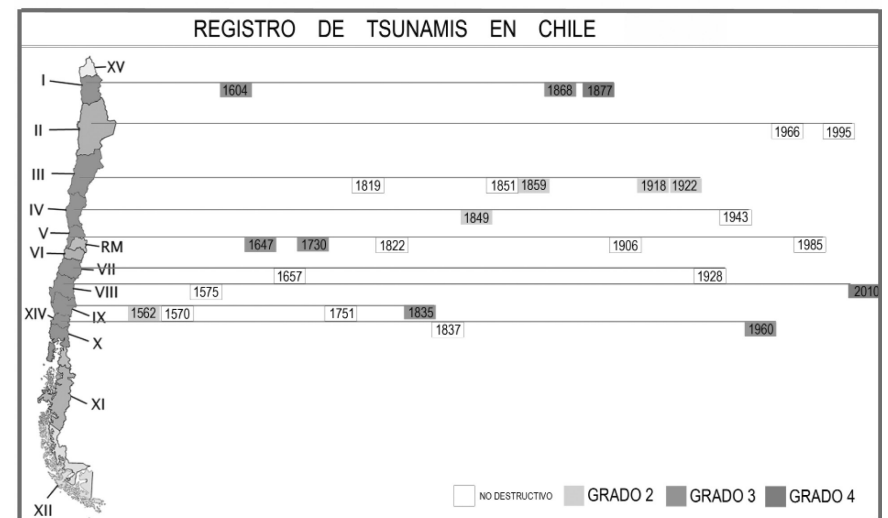 REGISTRO DE TSUNAMIS EN CHILE
XV
I
1604 1868 1877
II
1966 1995
III
1819 1851 1859 1918 1922
IV
1849 1943
V
RM 1647 1730 1822 1906 1985
VI
VII
1657 1928
VIII 1575 2010
XIV IX 1562 1570 1751 1835
X 1837 1960
XI
NO DESTRUCTIVO GRADO 2 GRADO 3 GRADO 4
XII